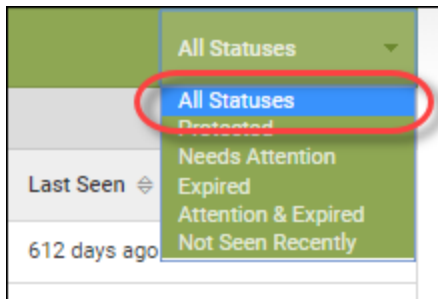 All Statuses
All Statuses
Protected
Needs Attention
Last Seen
Expired
Attention & Expired
612 days ago
Not Seen Recently